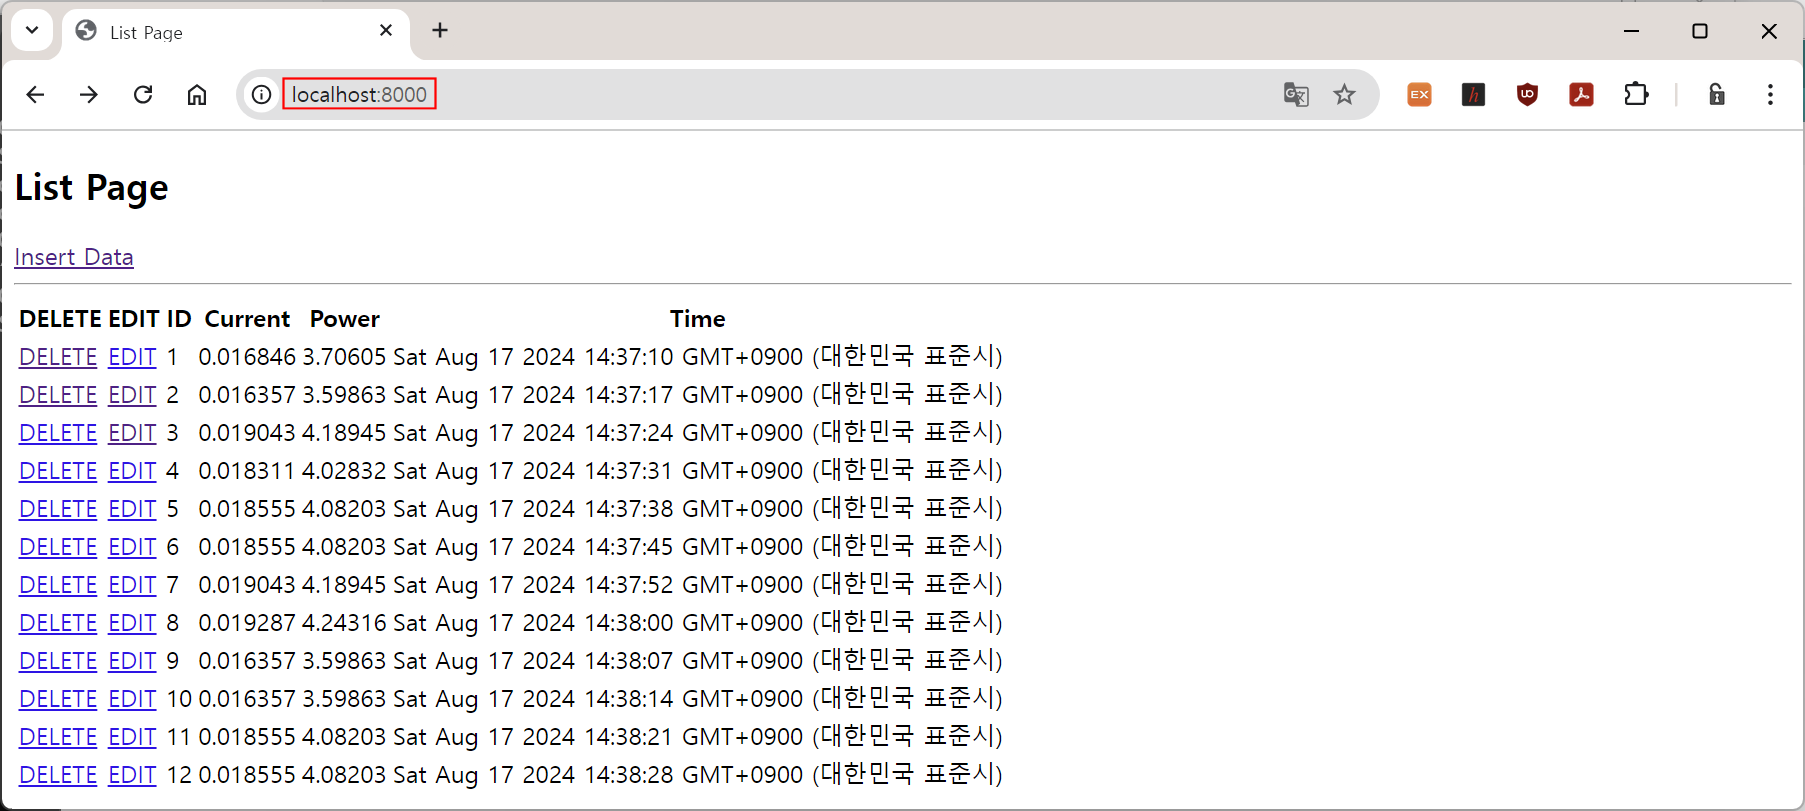 List Page
localhost:8000
List Page
Insert Data
DELETE EDIT ID Current Power Time
DELETE EDIT 1 0.016846 3.70605 Sat Aug 17 2024 14:37:10 GMT+0900 (대한민국 표준시)
DELETE EDIT 2 0.016357 3.59863 Sat Aug 17 2024 14:37:17 GMT+0900 (대한민국 표준시)
DELETE EDIT 3 0.019043 4.18945 Sat Aug 17 2024 14:37:24 GMT+0900 (대한민국 표준시)
DELETE EDIT 4 0.018311 4.02832 Sat Aug 17 2024 14:37:31 GMT+0900 (대한민국 표준시)
DELETE EDIT 5 0.018555 4.08203 Sat Aug 17 2024 14:37:38 GMT+0900 (대한민국 표준시)
DELETE EDIT 6 0.018555 4.08203 Sat Aug 17 2024 14:37:45 GMT+0900 (대한민국 표준시)
DELETE EDIT 7 0.019043 4.18945 Sat Aug 17 2024 14:37:52 GMT+0900 (대한민국 표준시)
DELETE EDIT 8 0.019287 4.24316 Sat Aug 17 2024 14:38:00 GMT+0900 (대한민국 표준시)
DELETE EDIT 9 0.016357 3.59863 Sat Aug 17 2024 14:38:07 GMT+0900 (대한민국 표준시)
DELETE EDIT 10 0.016357 3.59863 Sat Aug 17 2024 14:38:14 GMT+0900 (대한민국 표준시)
DELETE EDIT 11 0.018555 4.08203 Sat Aug 17 2024 14:38:21 GMT+0900 (대한민국 표준시)
DELETE EDIT 12 0.018555 4.08203 Sat Aug 17 2024 14:38:28 GMT+0900 (대한민국 표준시)